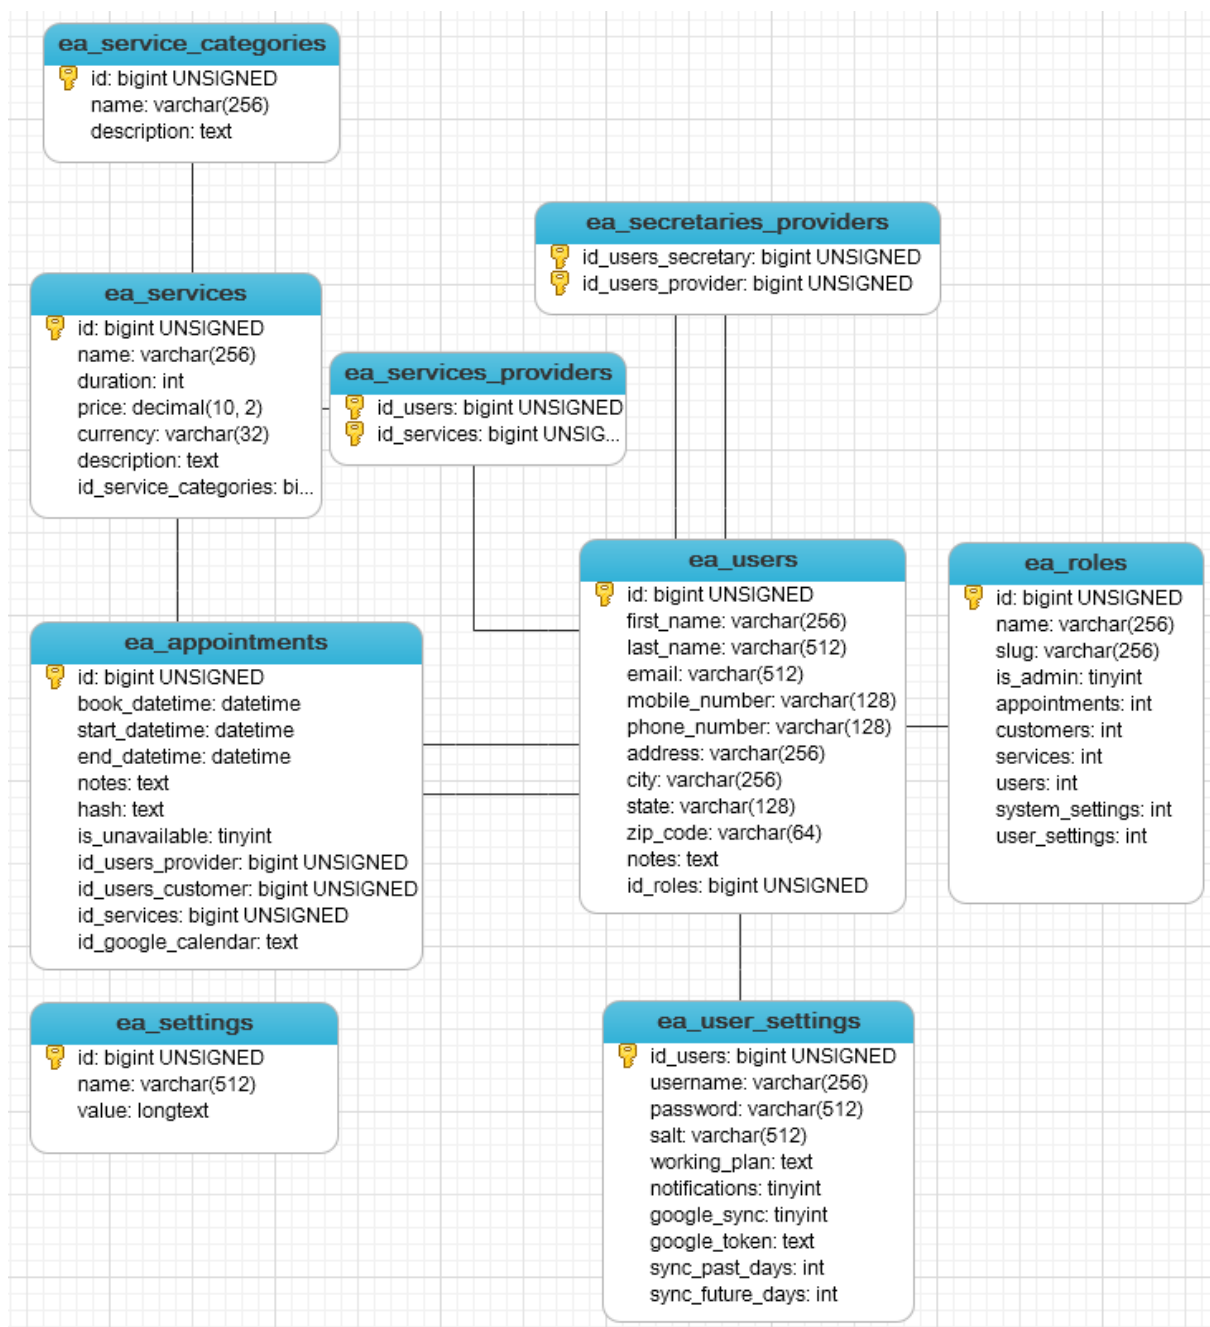 ea_service_categories
id: bigint UNSIGNED
name: varchar(256)
description: text
ea_secretaries_providers
id_users_secretary: bigint UNSIGNED
id_users_provider: bigint UNSIGNED
ea_services
id: bigint UNSIGNED
name: varchar(256)
duration: int
price: decimal(10, 2)
currency: varchar(32)
description: text
id_service_categories: bi...
ea_services_providers
id_users: bigint UNSIGNED
id_services: bigint UNSIG...
ea_users
id: bigint UNSIGNED
first_name: varchar(256)
last_name: varchar(512)
email: varchar(512)
mobile_number: varchar(128)
phone_number: varchar(128)
address: varchar(256)
city: varchar(256)
state: varchar(128)
zip_code: varchar(64)
notes: text
id_roles: bigint UNSIGNED
ea_roles
id: bigint UNSIGNED
name: varchar(256)
slug: varchar(256)
is_admin: tinyint
appointments: int
customers: int
services: int
users: int
system_settings: int
user_settings: int
ea_appointments
id: bigint UNSIGNED
book_datetime: datetime
start_datetime: datetime
end_datetime: datetime
notes: text
hash: text
is_unavailable: tinyint
id_users_provider: bigint UNSIGNED
id_users_customer: bigint UNSIGNED
id_services: bigint UNSIGNED
id_google_calendar: text
ea_settings
id: bigint UNSIGNED
name: varchar(512)
value: longtext
ea_user_settings
id_users: bigint UNSIGNED
username: varchar(256)
password: varchar(512)
salt: varchar(512)
working_plan: text
notifications: tinyint
google_sync: tinyint
google_token: text
sync_past_days: int
sync_future_days: int